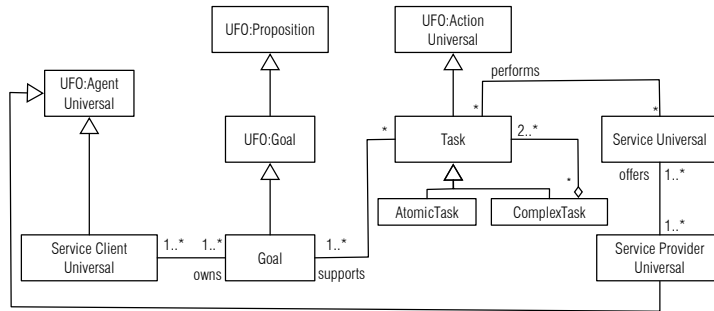 UFO:Proposition
UFO:Action
Universal
UFO:Agent
Universal
performs
*
*
UFO:Goal
*
Task
2..*
Service Universal
*
offers
1..*
AtomicTask
ComplexTask
Service Client
Universal
1..*
1..*
owns
Goal
1..*
supports
1..*
Service Provider
Universal